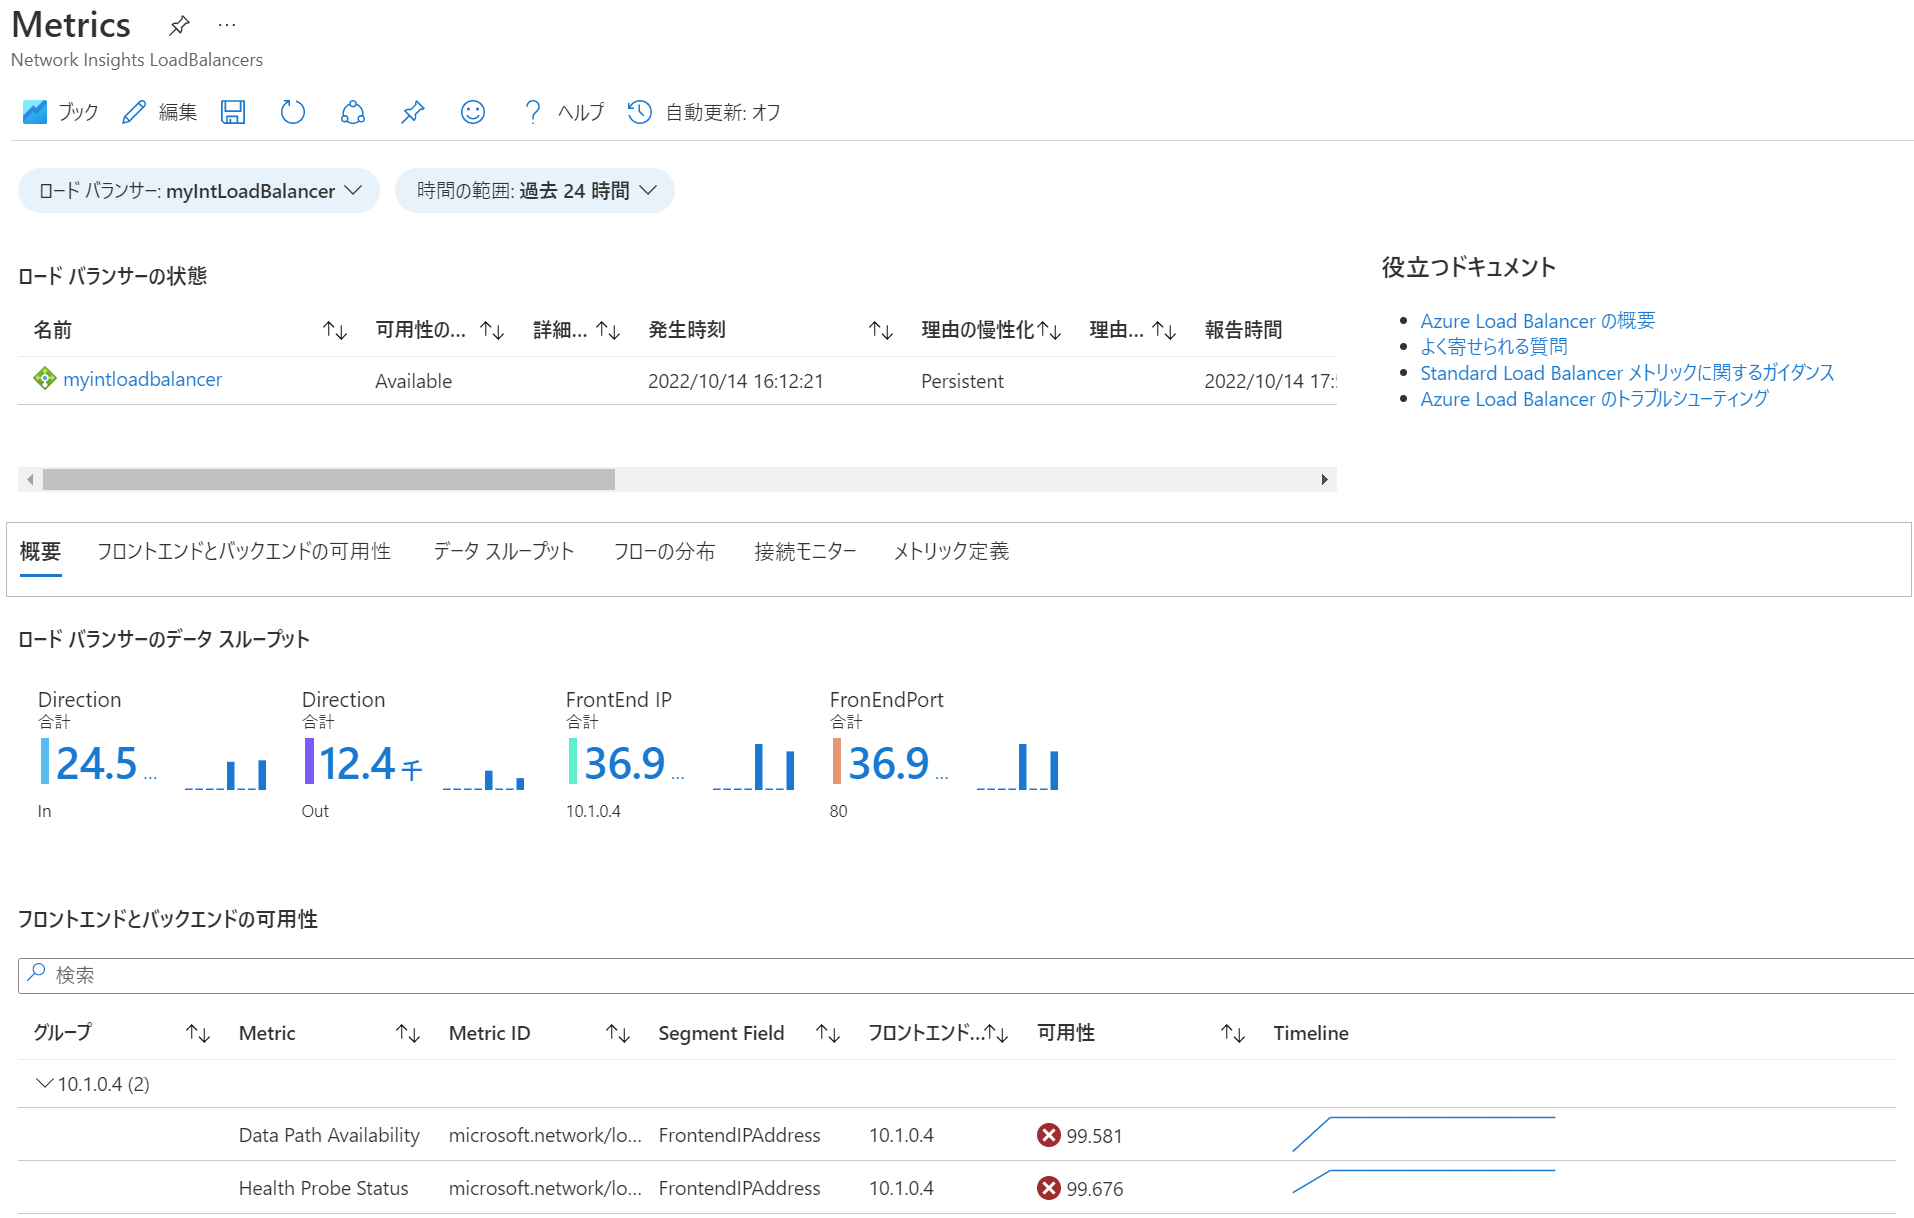 Metrics
Network Insights LoadBalancers
ブック 編集 ヘルプ 自動更新: オフ
ロード バランサー: myIntLoadBalancer 時間の範囲: 過去 24 時間
ロード バランサーの状態
名前 可用性の... 詳細... 発生時刻 理由の慢性化 理由... 報告時間
myintloadbalancer Available 2022/10/14 16:12:21 Persistent 2022/10/14 17:
役立つドキュメント
Azure Load Balancer の概要
よく寄せられる質問
Standard Load Balancer メトリックに関するガイダンス
Azure Load Balancer のトラブルシューティング
概要 フロントエンドとバックエンドの可用性 データ スループット フローの分布 接続モニター メトリック定義
ロード バランサーのデータ スループット
Direction
合計
24.5...
In
Direction
合計
12.4千
Out
FrontEnd IP
合計
36.9...
10.1.0.4
FronEndPort
合計
36.9...
80
フロントエンドとバックエンドの可用性
検索
グループ Metric Metric ID Segment Field フロントエンド... 可用性 Timeline
10.1.0.4 (2)
Data Path Availability microsoft.network/lo... FrontendIPAddress 10.1.0.4 99.581
Health Probe Status microsoft.network/lo... FrontendIPAddress 10.1.0.4 99.676